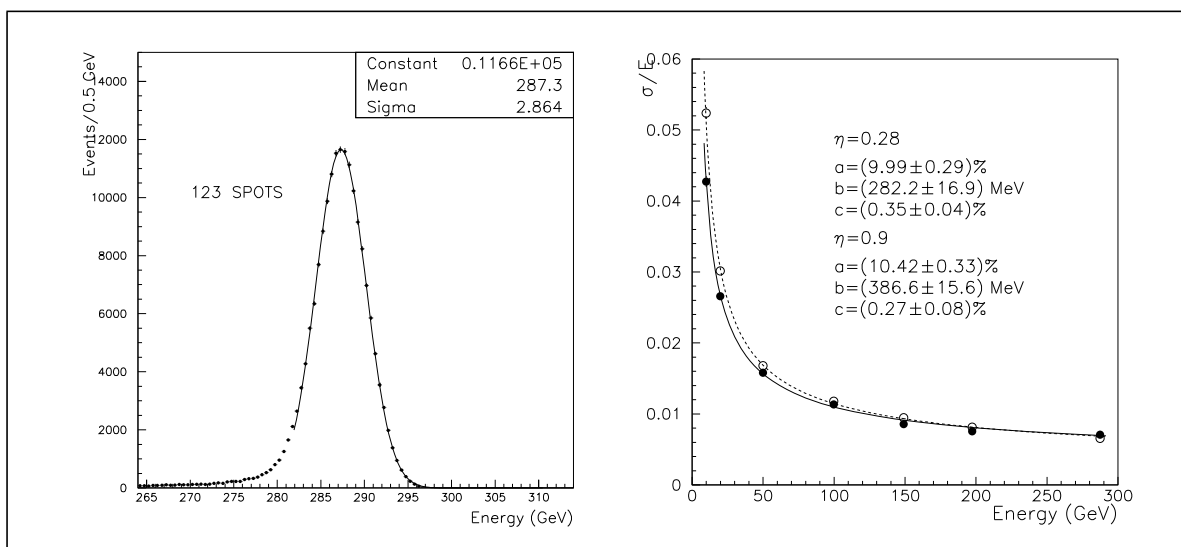 Events/0.5 GeV
Constant 0.1166E+05
Mean 287.3
Sigma 2.864
123 SPOTS
14000
12000
10000
8000
6000
4000
2000
0
265 270 275 280 285 290 295 300 305 310
Energy (GeV)
σ/E
0.06
0.05
0.04
0.03
0.02
0.01
0
η=0.28
a=(9.99±0.29)%
b=(282.2±16.9) MeV
c=(0.35±0.04)%
η=0.9
a=(10.42±0.33)%
b=(386.6±15.6) MeV
c=(0.27±0.08)%
0 50 100 150 200 250 300
Energy (GeV)